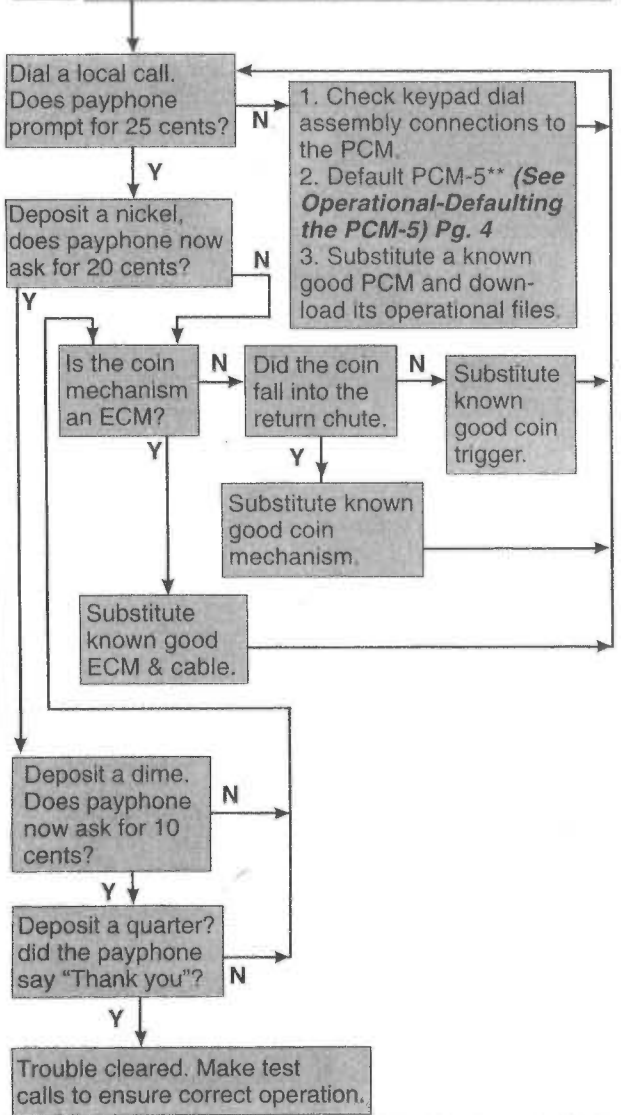 Dial a local call.
Does payphone
prompt for 25 cents?
N
1. Check keypad dial
assembly connections to
the PCM.
2. Default PCM-5** (See
Operational-Defaulting
the PCM-5) Pg. 4
3. Substitute a known
good PCM and down-
load its operational files.
Y
Deposit a nickel,
does payphone now
ask for 20 cents?
N
Y
Is the coin
mechanism
an ECM?
N
Did the coin
fall into the
return chute.
N
Substitute
known
good coin
trigger.
Y
Y
Substitute known
good coin
mechanism.
Substitute
known good
ECM & cable.
Deposit a dime.
Does payphone
now ask for 10
cents?
N
Y
Deposit a quarter?
did the payphone
say "Thank you"?
N
Y
Trouble cleared. Make test
calls to ensure correct operation.